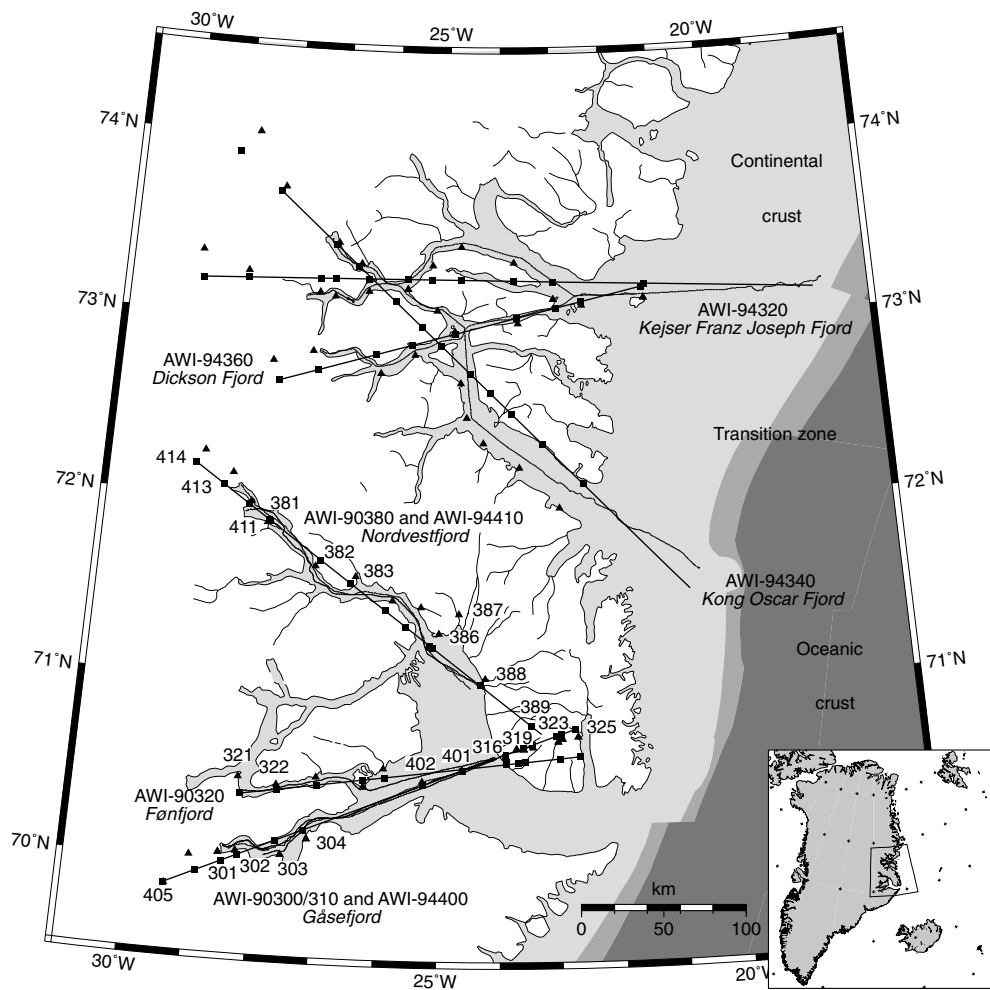 30°W
25°W
20°W
74°N
74°N
Continental
crust
73°N
73°N
AWI-94320
Kejser Franz Joseph Fjord
AWI-94360
Dickson Fjord
Transition zone
414
413
72°N
72°N
381
411
AWI-90380 and AWI-94410
Nordvestfjord
382
383
AWI-94340
Kong Oscar Fjord
387
386
Oceanic
crust
71°N
71°N
388
389
323
325
319
316
401
402
321
322
AWI-90320
Fønfjord
70°N
304
303
302
301
405
AWI-90300/310 and AWI-94400
Gåsefjord
km
0
50
100
30°W
25°W
20°W